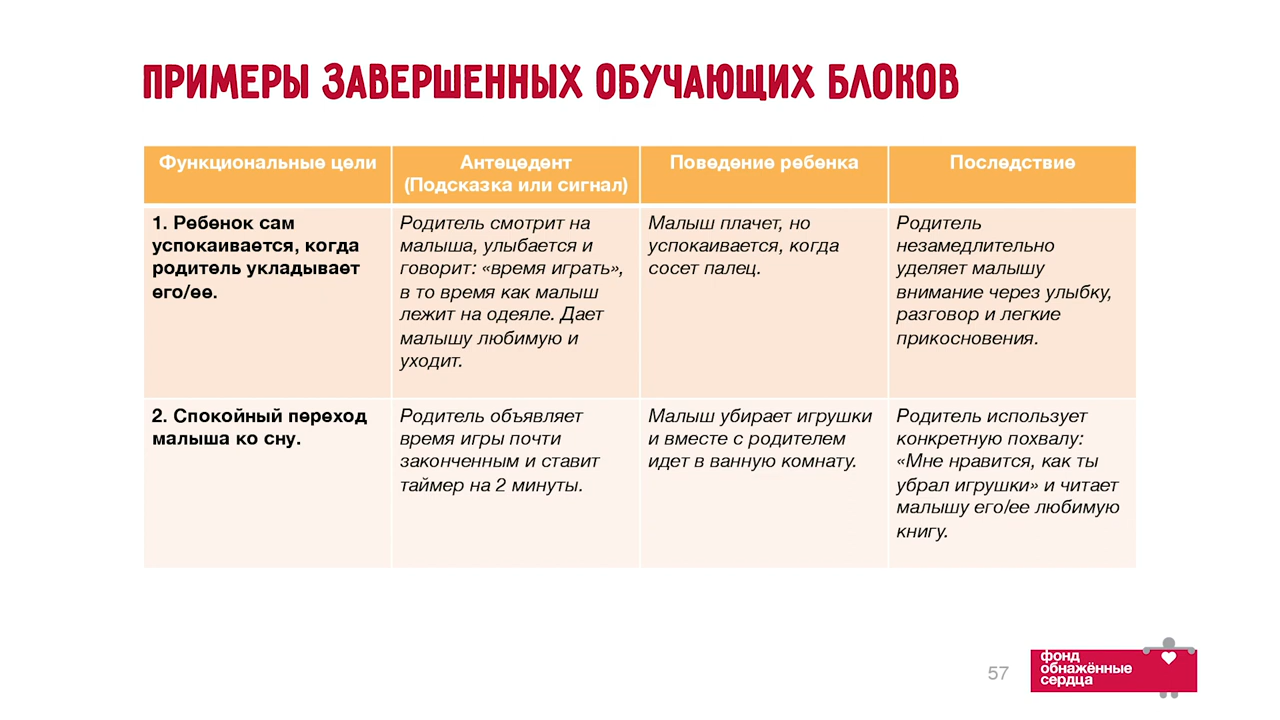 ПРИМЕРЫ ЗАВЕРШЕННЫХ ОБУЧАЮЩИХ БЛОКОВ
Функциональные цели
Антецедент
(Подсказка или сигнал)
Поведение ребенка
Последствие
1. Ребенок сам
успокаивается, когда
родитель укладывает
его/ее.
Родитель смотрит на
малыша, улыбается и
говорит: «время играть»,
в то время как малыш
лежит на одеяле. Дает
малышу любимую и
уходит.
Малыш плачет, но
успокаивается, когда
сосет палец.
Родитель
незамедлительно
уделяет малышу
внимание через улыбку,
разговор и легкие
прикосновения.
2. Спокойный переход
малыша ко сну.
Родитель объявляет
время игры почти
законченным и ставит
таймер на 2 минуты.
Малыш убирает игрушки
и вместе с родителем
идет в ванную комнату.
Родитель использует
конкретную похвалу:
«Мне нравится, как ты
убрал игрушки» и читает
малышу его/ее любимую
книгу.
57
фонд
обнажённые
сердца